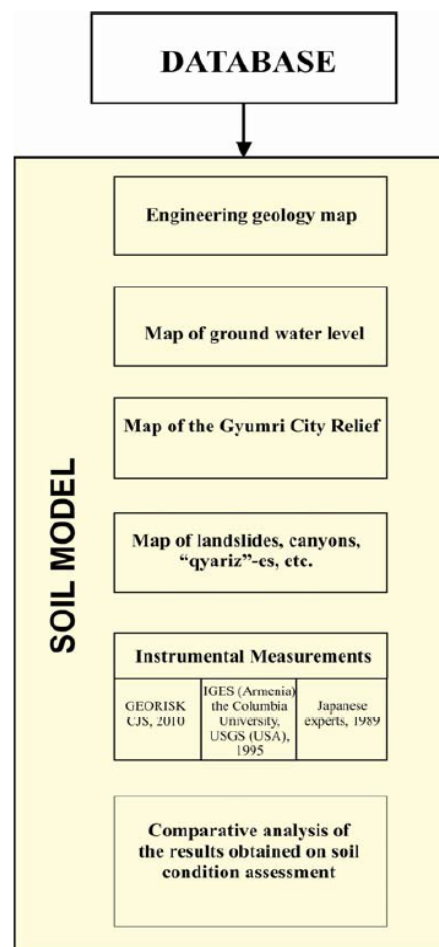 DATABASE
SOIL MODEL
Engineering geology map
Map of ground water level
Map of the Gyumri City Relief
Map of landslides, canyons,
“qyariz”-es, etc.
Instrumental Measurements
GEORISK
CJS, 2010
IGES (Armenia)
the Columbia
University,
USGS (USA),
1995
Japanese
experts, 1989
Comparative analysis of
the results obtained on soil
condition assessment